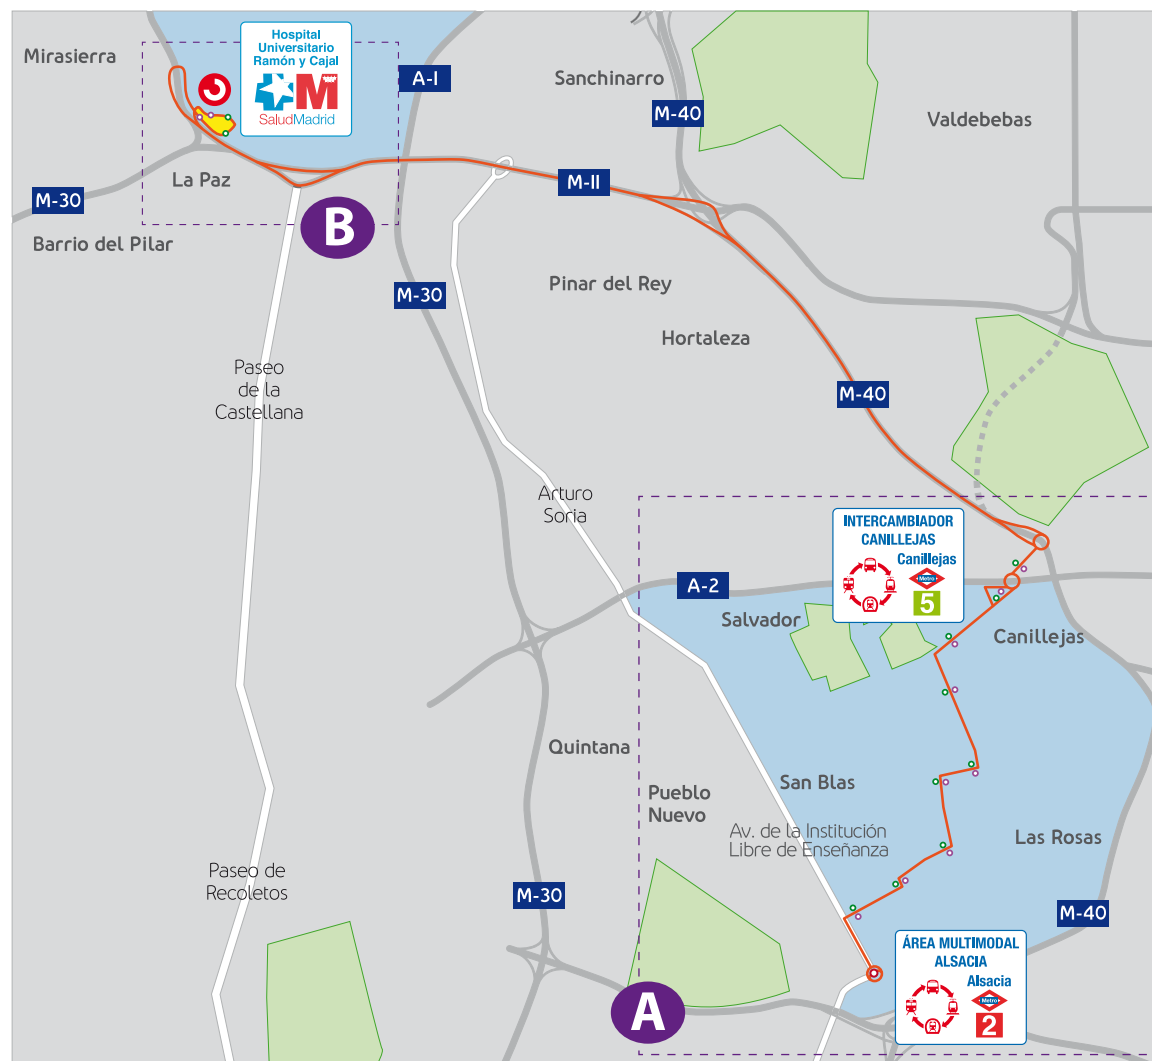 Mirasierra
Hospital
Universitario
Ramón y Cajal
SaludMadrid
A-I
Sanchinarro
M-40
Valdebebas
La Paz
M-30
M-II
B
Barrio del Pilar
M-30
Pinar del Rey
Hortaleza
Paseo
de la
Castellana
M-40
Arturo
Soria
INTERCAMBIADOR
CANILLEJAS
Canillejas
Metro
5
A-2
Salvador
Canillejas
Quintana
San Blas
Pueblo
Nuevo
Av. de la Institución
Libre de Enseñanza
Las Rosas
Paseo de
Recoletos
M-30
M-40
ÁREA MULTIMODAL
ALSACIA
Alsacia
Metro
2
A